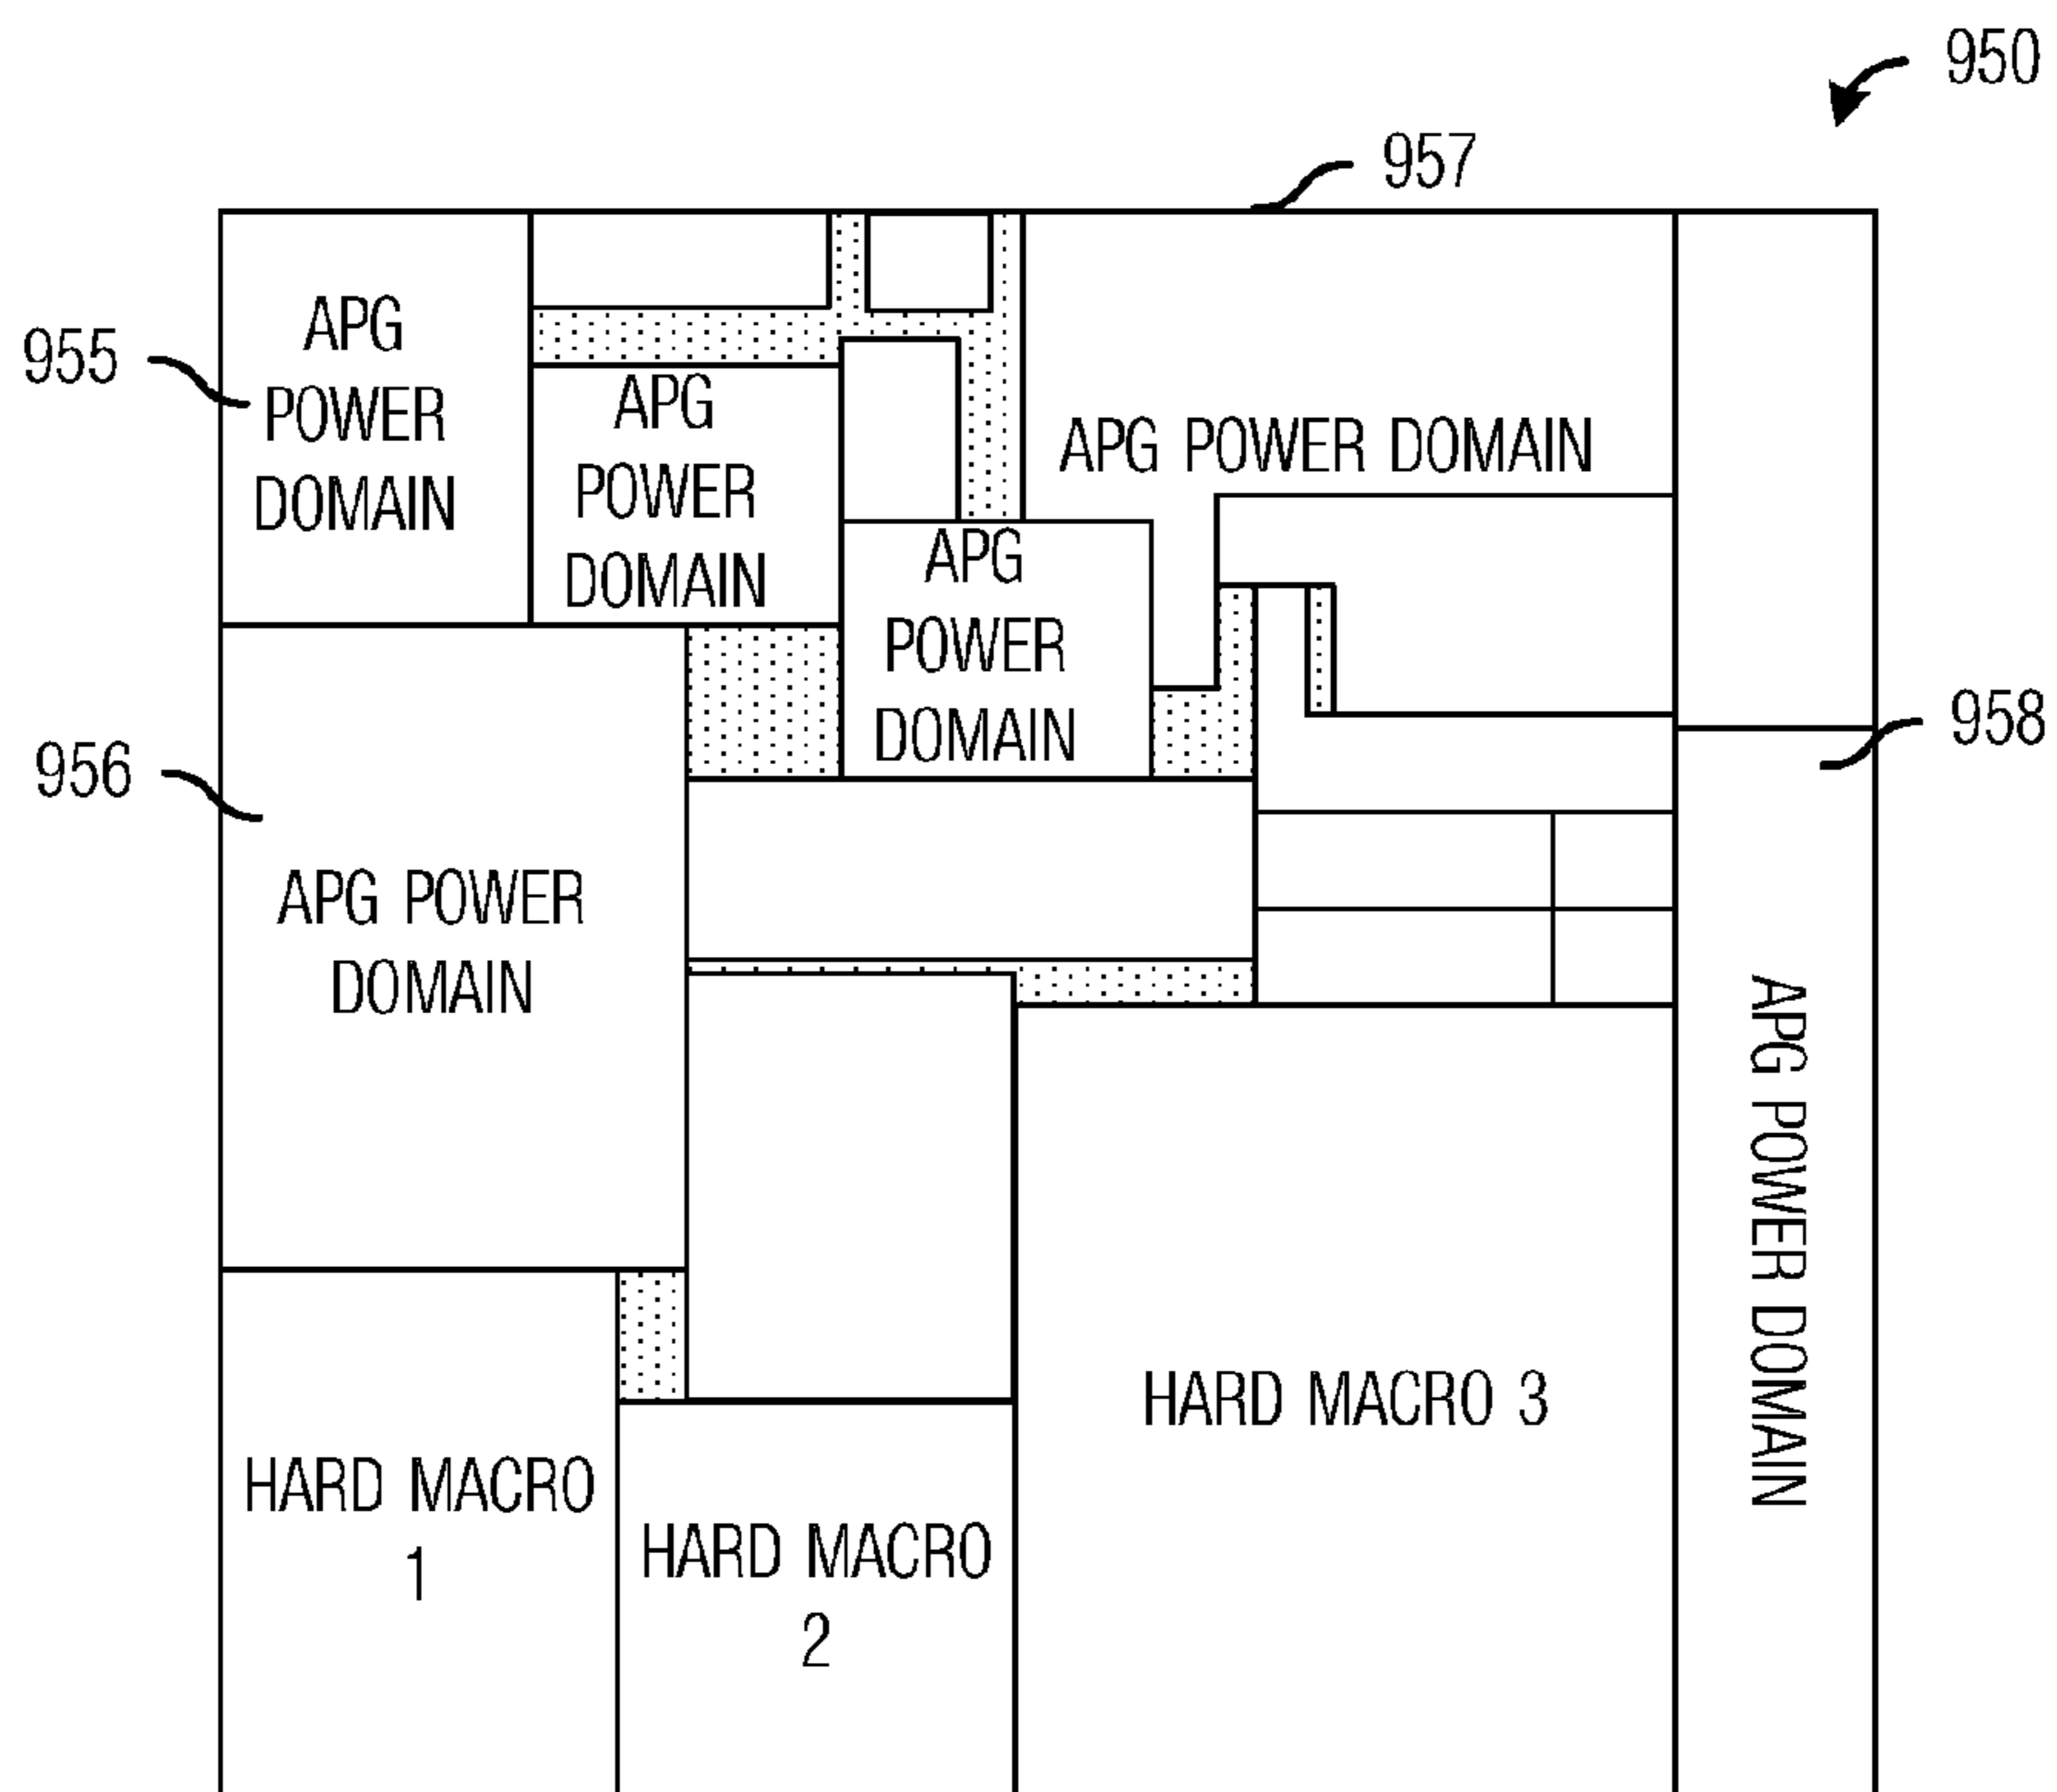 950
957
955
APG
POWER
DOMAIN
APG
POWER
DOMAIN
APG POWER DOMAIN
APG
POWER
DOMAIN
958
956
APG POWER
DOMAIN
APG POWER DOMAIN
HARD MACRO 3
HARD MACRO
1
HARD MACRO
2